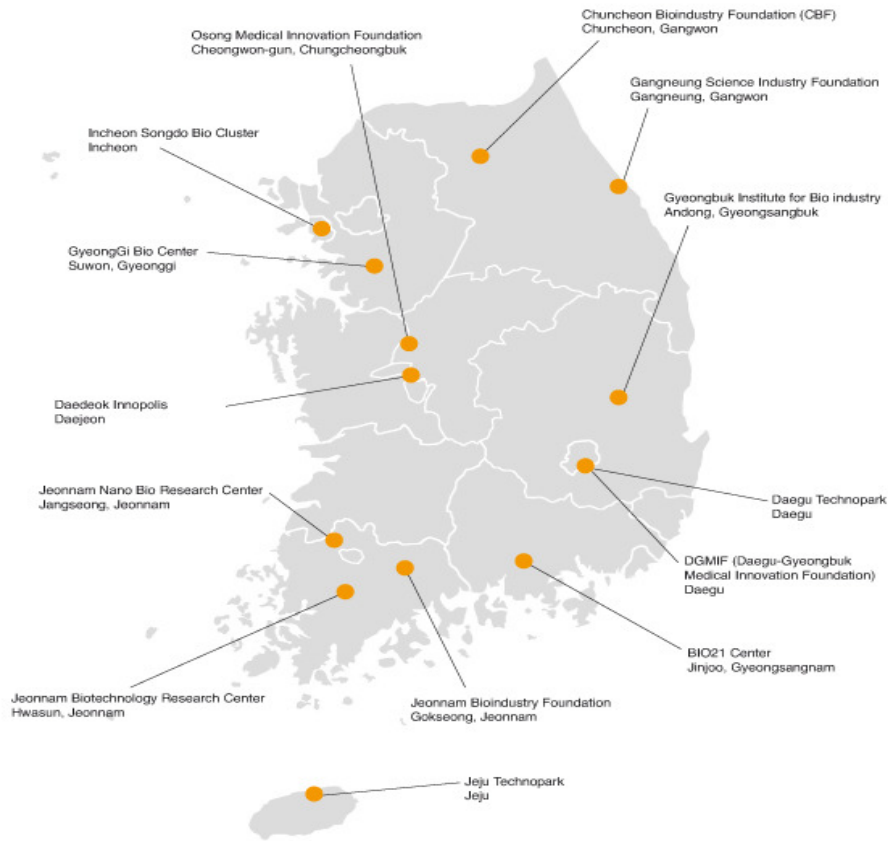 Chuncheon Bioindustry Foundation (CBF)
Chuncheon, Gangwon
Osong Medical Innovation Foundation
Cheongwon-gun, Chungcheongbuk
Gangneung Science Industry Foundation
Gangneung, Gangwon
Incheon Songdo Bio Cluster
Incheon
Gyeongbuk Institute for Bio industry
Andong, Gyeongsangbuk
GyeongGi Bio Center
Suwon, Gyeonggi
Daedeok Innopolis
Daejeon
Jeonnam Nano Bio Research Center
Jangseong, Jeonnam
Daegu Technopark
Daegu
DGMIF (Daegu-Gyeongbuk
Medical Innovation Foundation)
Daegu
BIO21 Center
Jinjoo, Gyeongsangnam
Jeonnam Biotechnology Research Center
Hwasun, Jeonnam
Jeonnam Bioindustry Foundation
Gokseong, Jeonnam
Jeju Technopark
Jeju